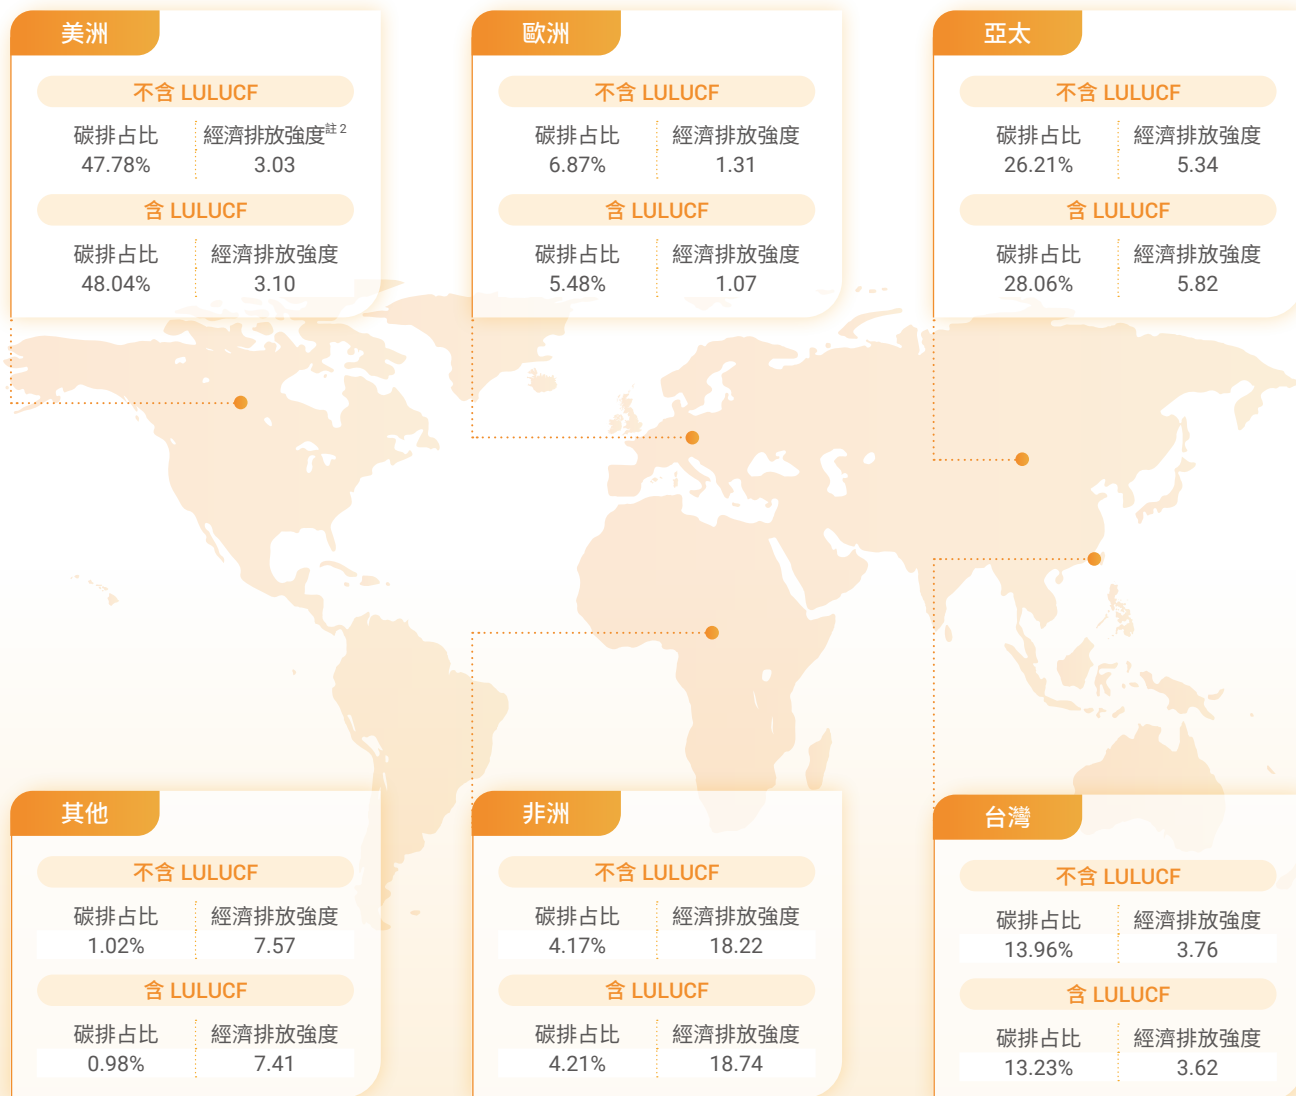 美洲
不含 LULUCF
碳排占比 經濟排放強度註2
47.78% 3.03
含 LULUCF
碳排占比 經濟排放強度
48.04% 3.10
歐洲
不含 LULUCF
碳排占比 經濟排放強度
6.87% 1.31
含 LULUCF
碳排占比 經濟排放強度
5.48% 1.07
亞太
不含 LULUCF
碳排占比 經濟排放強度
26.21% 5.34
含 LULUCF
碳排占比 經濟排放強度
28.06% 5.82
其他
不含 LULUCF
碳排占比 經濟排放強度
1.02% 7.57
含 LULUCF
碳排占比 經濟排放強度
0.98% 7.41
非洲
不含 LULUCF
碳排占比 經濟排放強度
4.17% 18.22
含 LULUCF
碳排占比 經濟排放強度
4.21% 18.74
台灣
不含 LULUCF
碳排占比 經濟排放強度
13.96% 3.76
含 LULUCF
碳排占比 經濟排放強度
13.23% 3.62